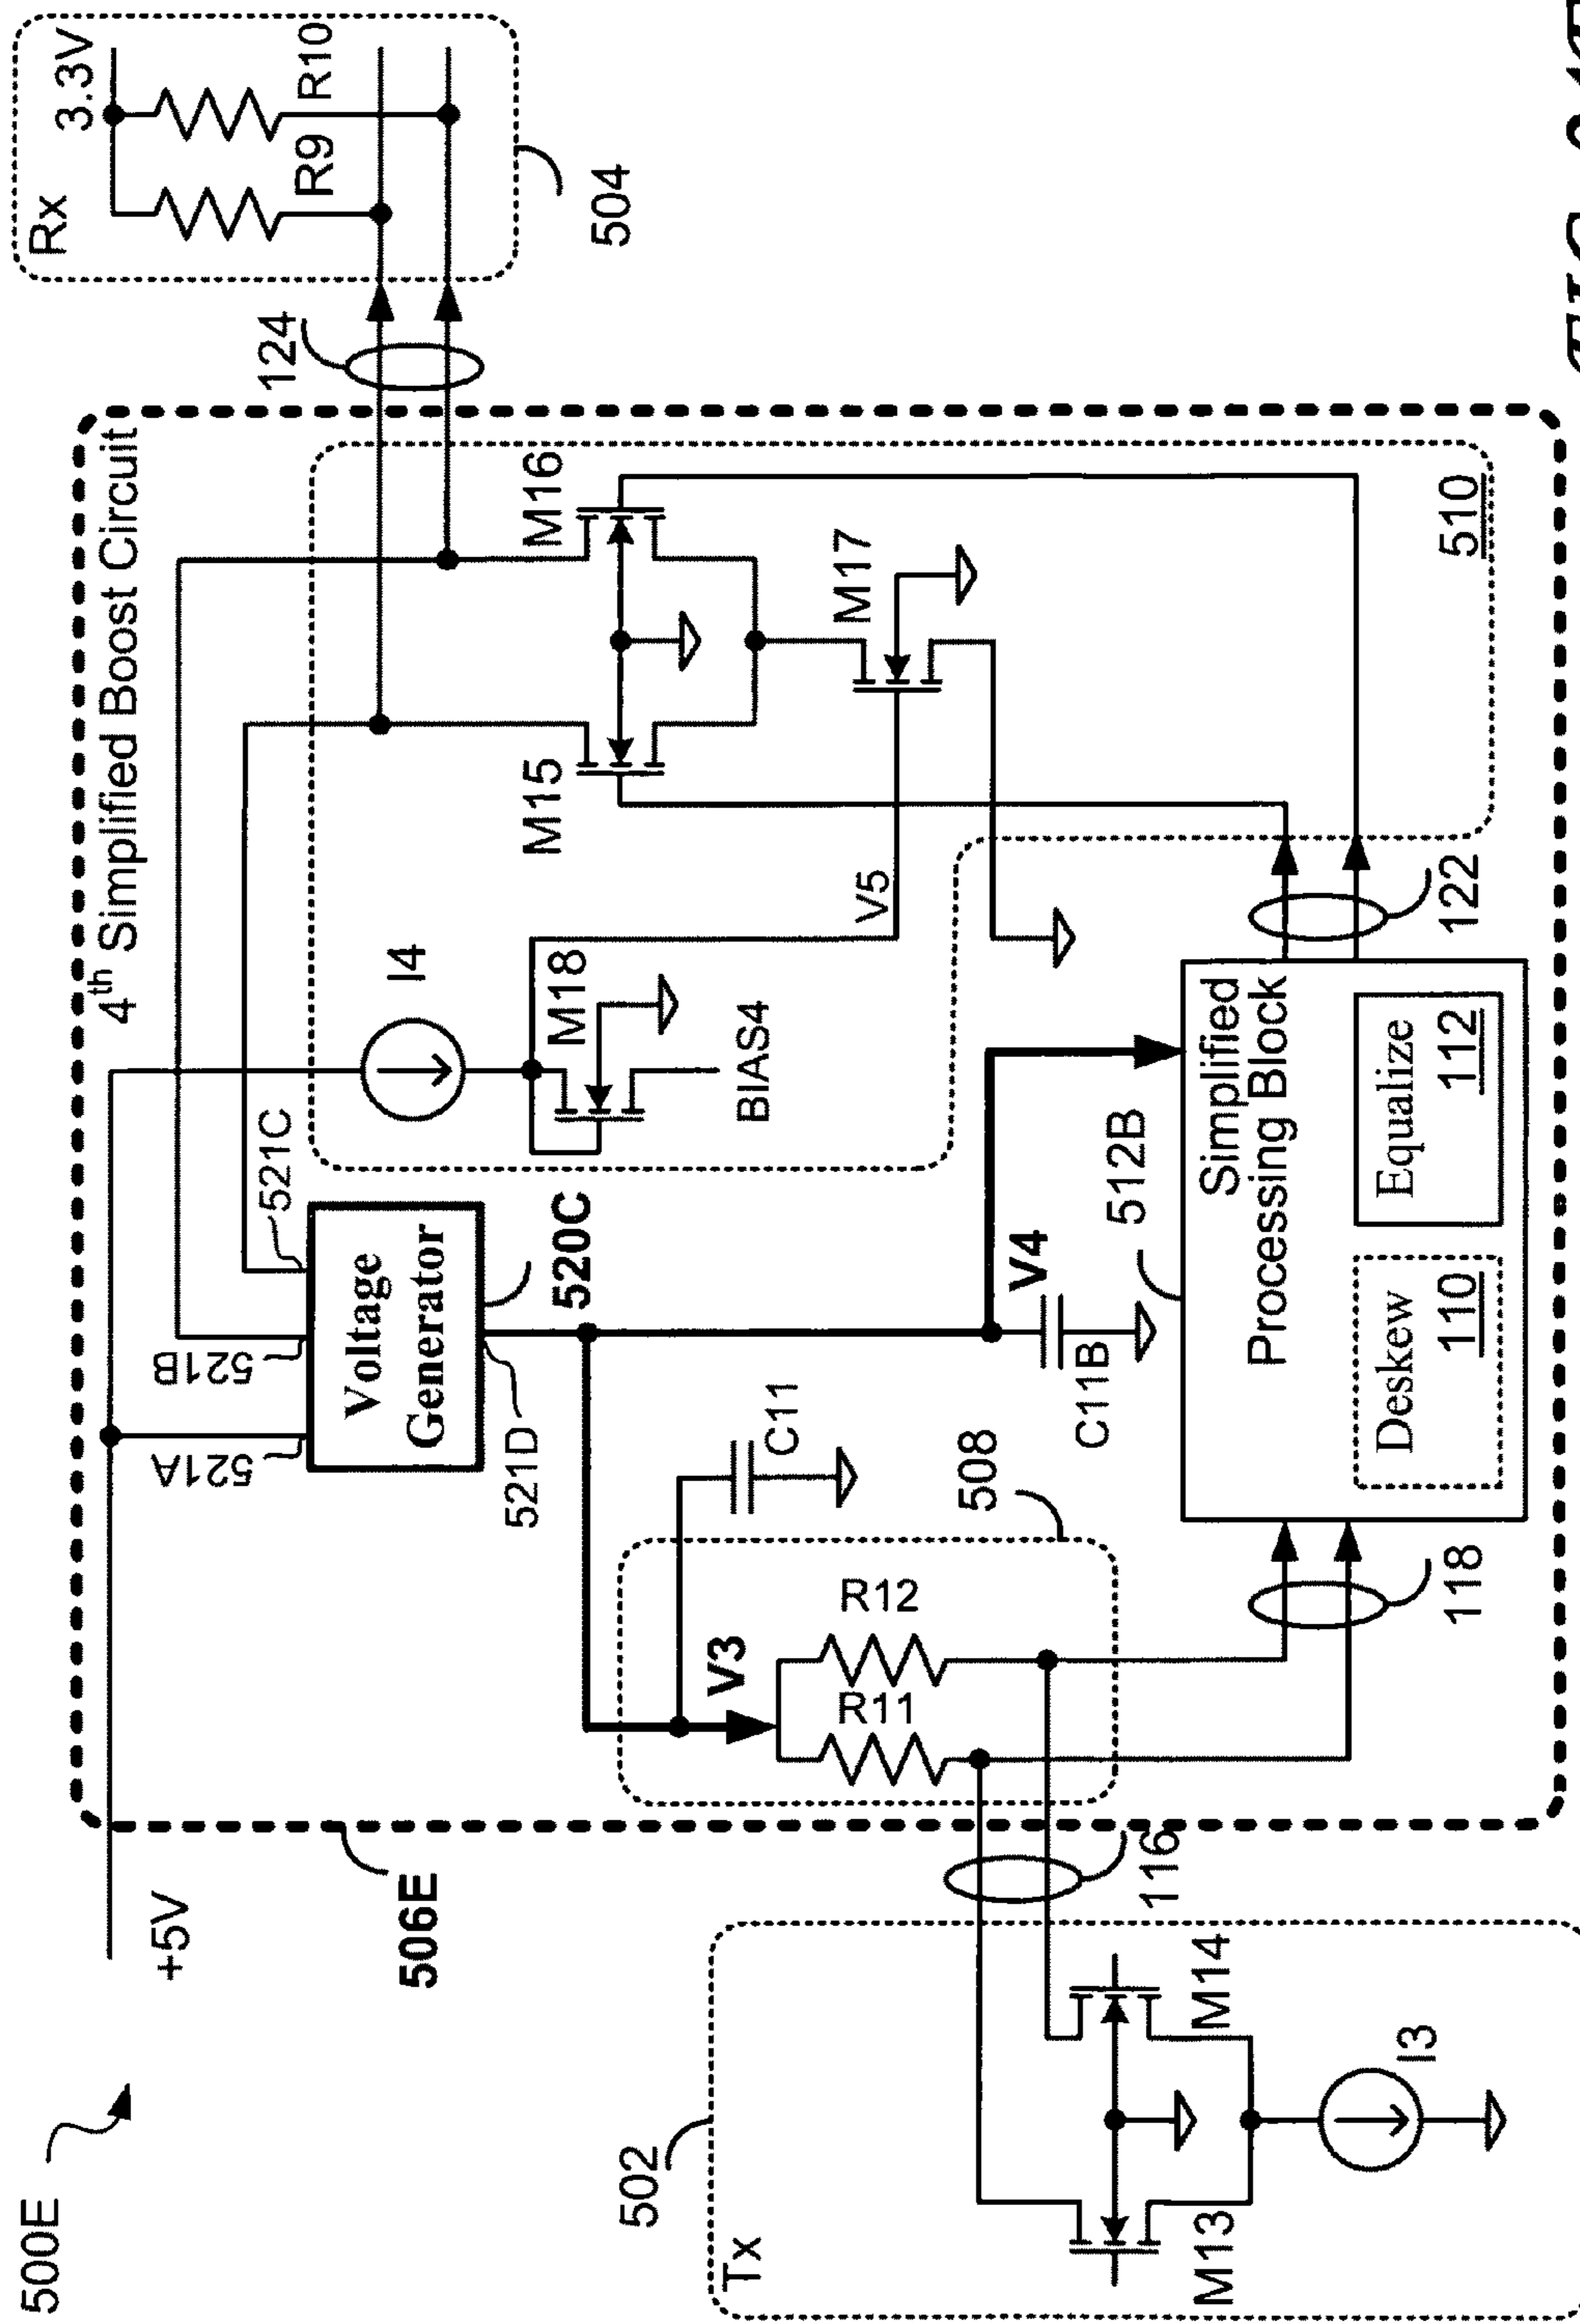 500E
+5V
506E
4th Simplified Boost Circuit
Rx
3.3V
R9
R10
504
124
521A
521B
521C
Voltage
Generator
520C
521D
I4
M18
BIAS4
V5
M15
M16
M17
510
C11
V3
R11
R12
508
V4
C11B
512B
Simplified
Processing Block
Deskew
110
Equalize
112
118
122
116
502
Tx
M13
M14
I3